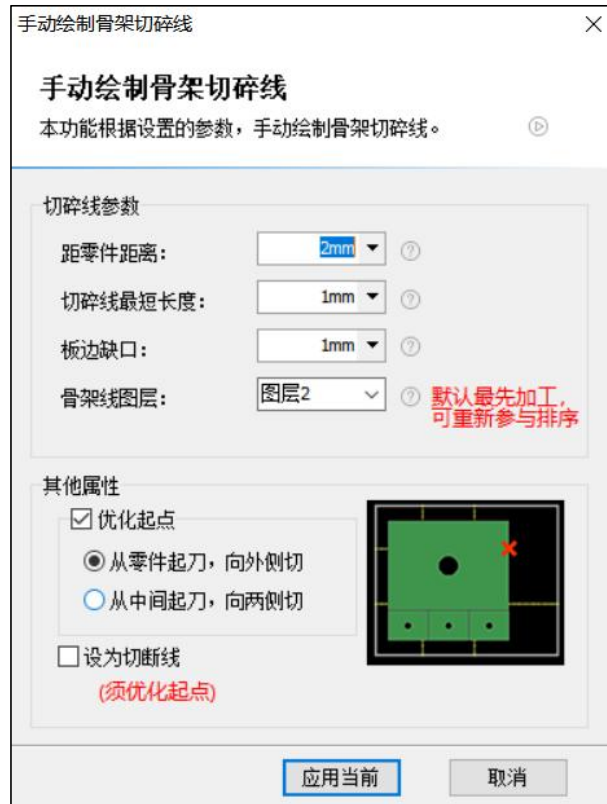 手动绘制骨架切碎线
手动绘制骨架切碎线
本功能根据设置的参数，手动绘制骨架切碎线。
切碎线参数
距零件距离： 2mm
切碎线最短长度： 1mm
板边缺口： 1mm
骨架线图层： 图层2
默认最先加工，
可重新参与排序
其他属性
优化起点
从零件起刀，向外侧切
从中间起刀，向两侧切
设为切断线
(须优化起点)
应用当前 取消